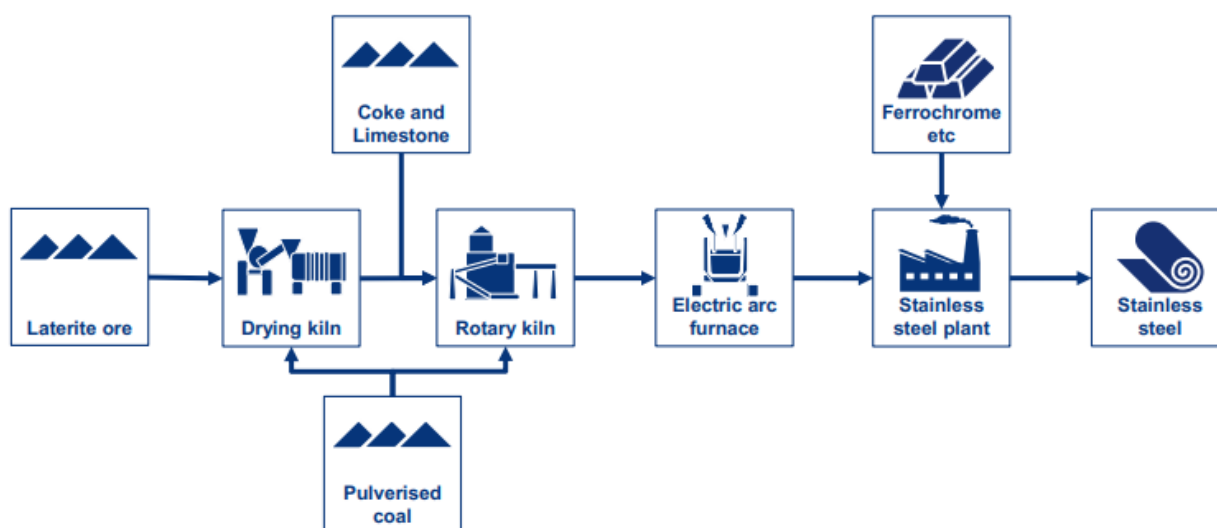 Coke and
Limestone
Ferrochrome
etc
Laterite ore
Drying kiln
Rotary kiln
Electric arc
furnace
Stainless
steel plant
Stainless
steel
Pulverised
coal